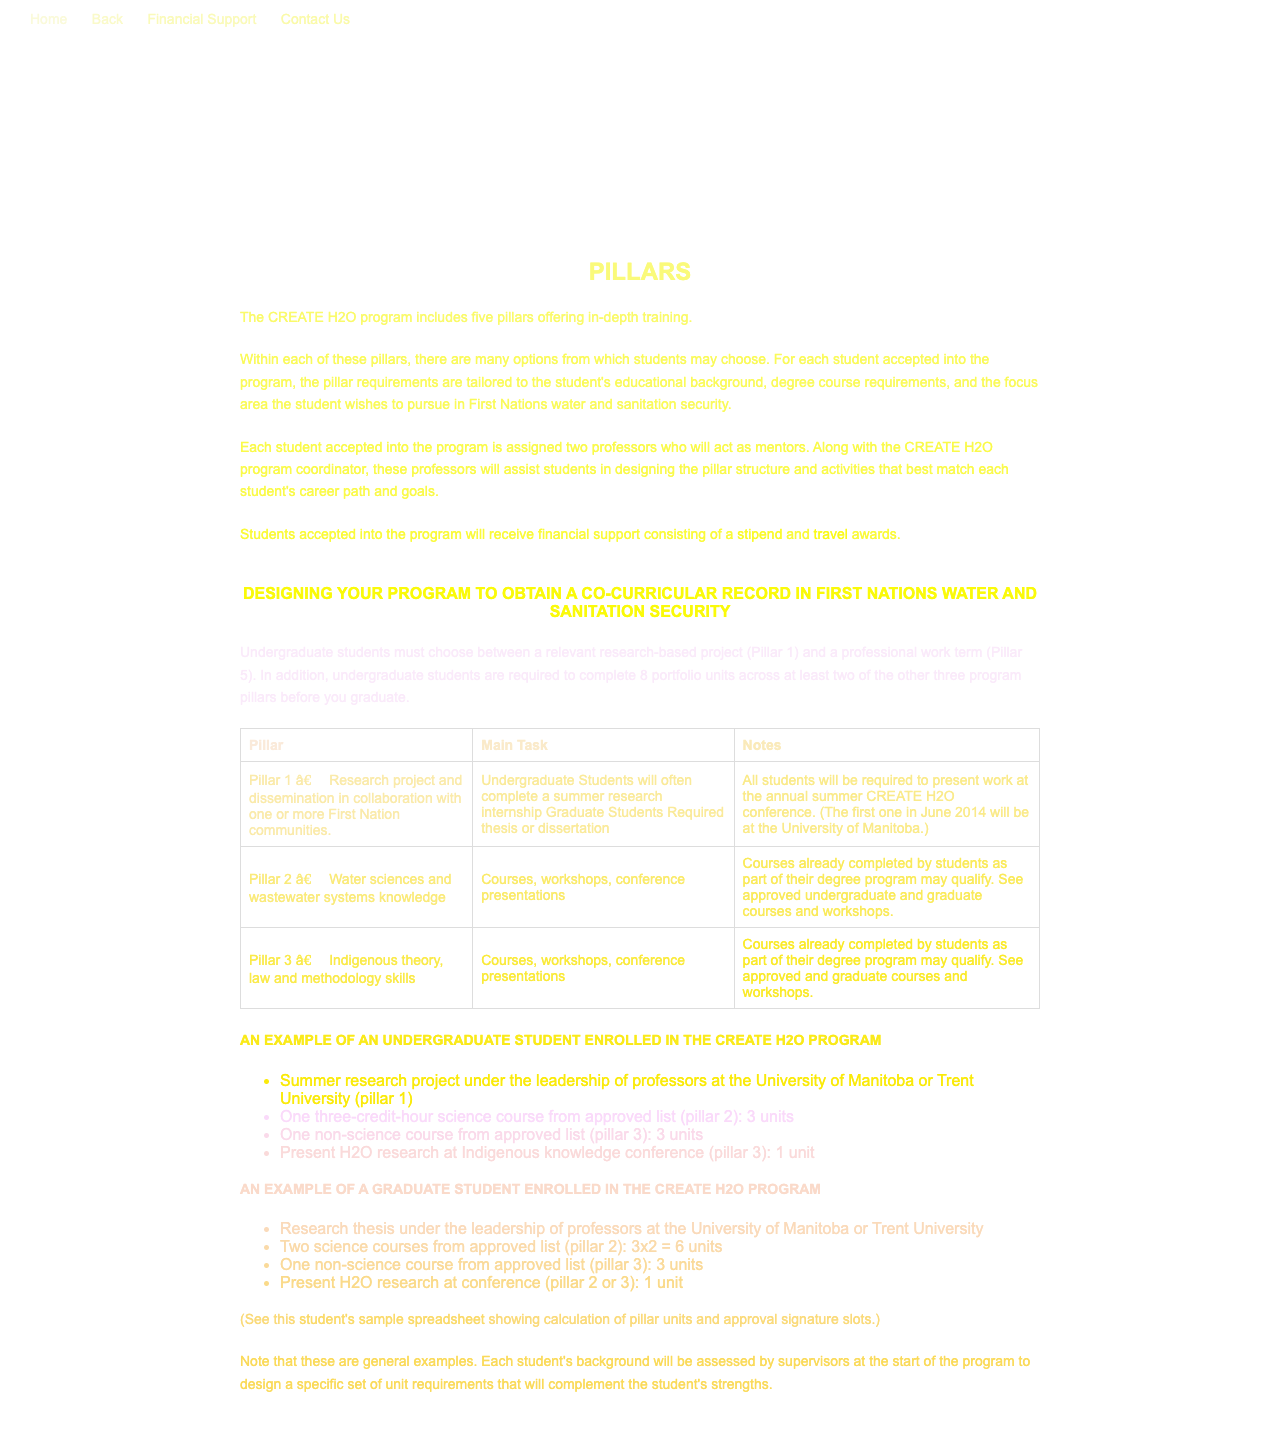 Home Back Financial Support Contact Us
PILLARS
The CREATE H2O program includes five pillars offering in-depth training.
Within each of these pillars, there are many options from which students may choose. For each student accepted into the
program, the pillar requirements are tailored to the student's educational background, degree course requirements, and the focus
area the student wishes to pursue in First Nations water and sanitation security.
Each student accepted into the program is assigned two professors who will act as mentors. Along with the CREATE H2O
program coordinator, these professors will assist students in designing the pillar structure and activities that best match each
student's career path and goals.
Students accepted into the program will receive financial support consisting of a stipend and travel awards.
DESIGNING YOUR PROGRAM TO OBTAIN A CO-CURRICULAR RECORD IN FIRST NATIONS WATER AND
SANITATION SECURITY
Undergraduate students must choose between a relevant research-based project (Pillar 1) and a professional work term (Pillar
5). In addition, undergraduate students are required to complete 8 portfolio units across at least two of the other three program
pillars before you graduate.
Pillar Main Task Notes
Pillar 1 â€ Research project and
dissemination in collaboration with
one or more First Nation
communities.
Undergraduate Students will often
complete a summer research
internship Graduate Students Required
thesis or dissertation
All students will be required to present work at
the annual summer CREATE H2O
conference. (The first one in June 2014 will be
at the University of Manitoba.)
Pillar 2 â€ Water sciences and
wastewater systems knowledge
Courses, workshops, conference
presentations
Courses already completed by students as
part of their degree program may qualify. See
approved undergraduate and graduate
courses and workshops.
Pillar 3 â€ Indigenous theory,
law and methodology skills
Courses, workshops, conference
presentations
Courses already completed by students as
part of their degree program may qualify. See
approved and graduate courses and
workshops.
AN EXAMPLE OF AN UNDERGRADUATE STUDENT ENROLLED IN THE CREATE H2O PROGRAM
• Summer research project under the leadership of professors at the University of Manitoba or Trent
University (pillar 1)
• One three-credit-hour science course from approved list (pillar 2): 3 units
• One non-science course from approved list (pillar 3): 3 units
• Present H2O research at Indigenous knowledge conference (pillar 3): 1 unit
AN EXAMPLE OF A GRADUATE STUDENT ENROLLED IN THE CREATE H2O PROGRAM
• Research thesis under the leadership of professors at the University of Manitoba or Trent University
• Two science courses from approved list (pillar 2): 3x2 = 6 units
• One non-science course from approved list (pillar 3): 3 units
• Present H2O research at conference (pillar 2 or 3): 1 unit
(See this student's sample spreadsheet showing calculation of pillar units and approval signature slots.)
Note that these are general examples. Each student's background will be assessed by supervisors at the start of the program to
design a specific set of unit requirements that will complement the student's strengths.